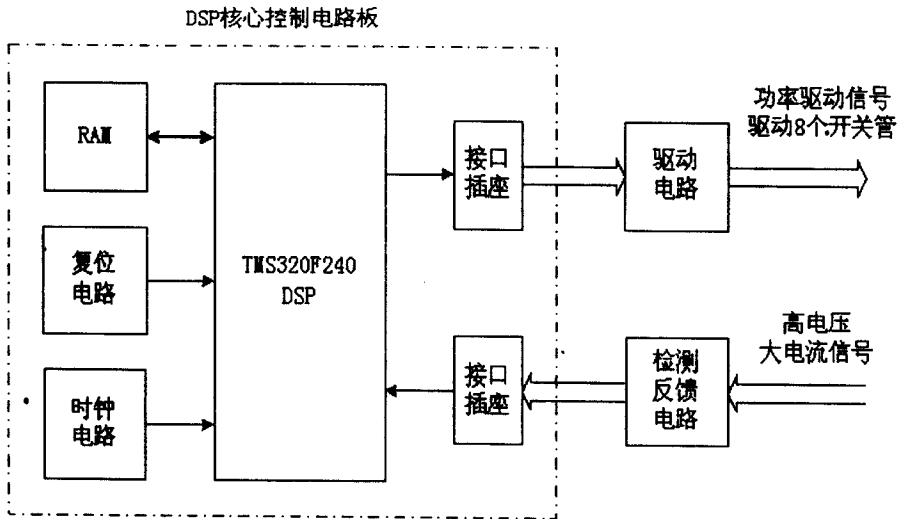 DSP核心控制电路板
RAM
复位
电路
时钟
电路
TMS320F240
DSP
接口
插座
接口
插座
驱动
电路
检测
反馈
电路
功率驱动信号
驱动8个开关管
高电压
大电流信号